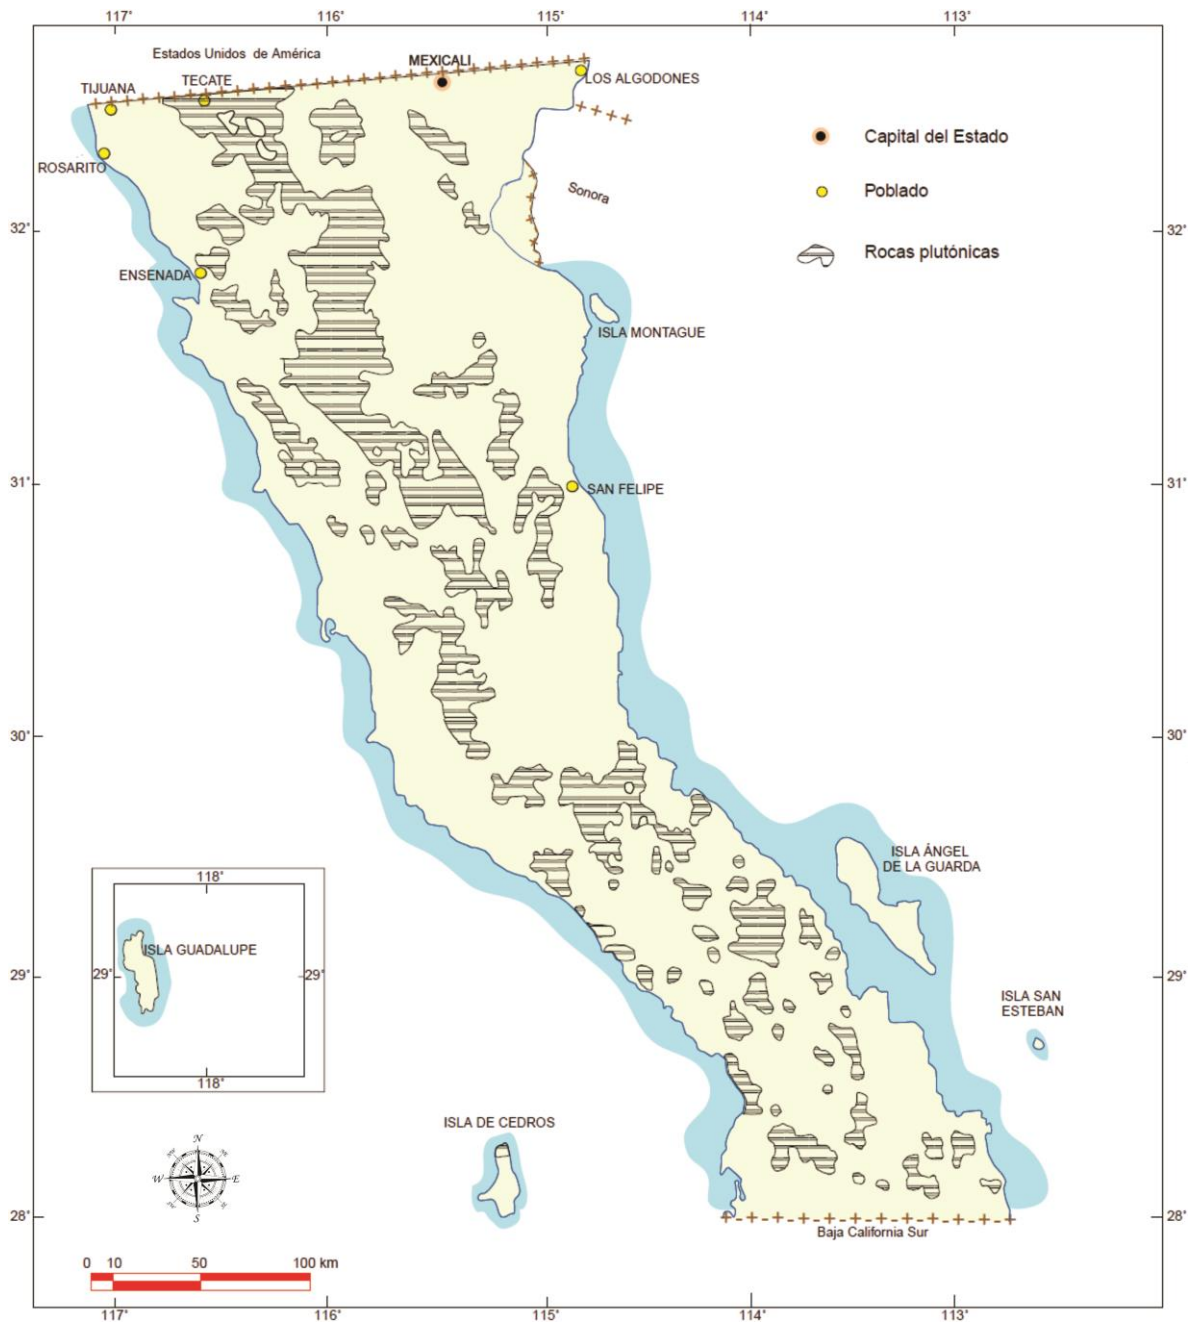 117°
116°
115°
114°
113°
Estados Unidos de América
MEXICALI
TIJUANA
TECATE
LOS ALGODONES
ROSARITO
Capital del Estado
Sonora
Poblado
32°
32°
Rocas plutónicas
ENSENADA
ISLA MONTAGUE
31°
SAN FELIPE
31°
30°
30°
ISLA ÁNGEL
DE LA GUARDA
118°
ISLA GUADALUPE
29°
29°
29°
29°
ISLA SAN
ESTEBAN
118°
ISLA DE CEDROS
N
W
E
S
28°
28°
Baja California Sur
0 10 50 100 km
117°
116°
115°
114°
113°